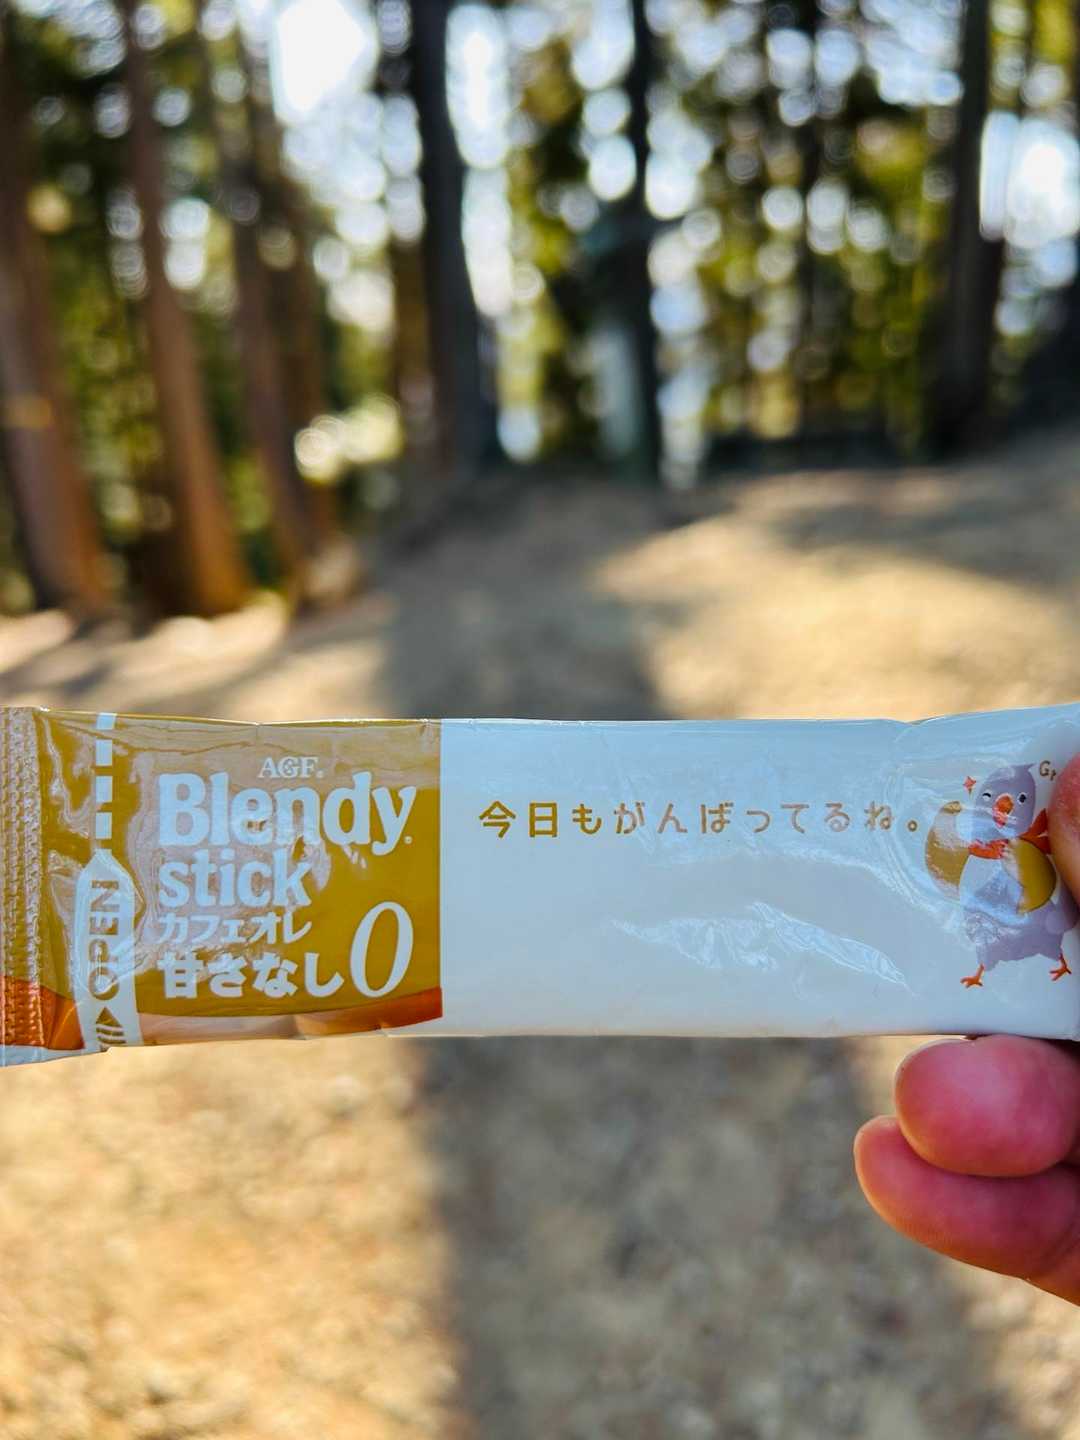 AGF®
Blendy®
stick
カフェオレ
甘さなし0
OPEN
今日もがんばってるね。